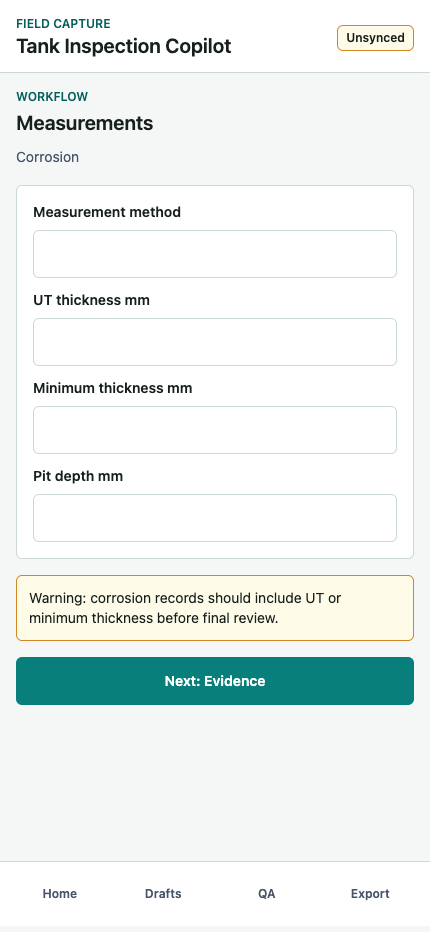 FIELD CAPTURE
Tank Inspection Copilot
Unsynced
WORKFLOW
Measurements
Corrosion
Measurement method
UT thickness mm
Minimum thickness mm
Pit depth mm
Warning: corrosion records should include UT or
minimum thickness before final review.
Next: Evidence
Home
Drafts
QA
Export